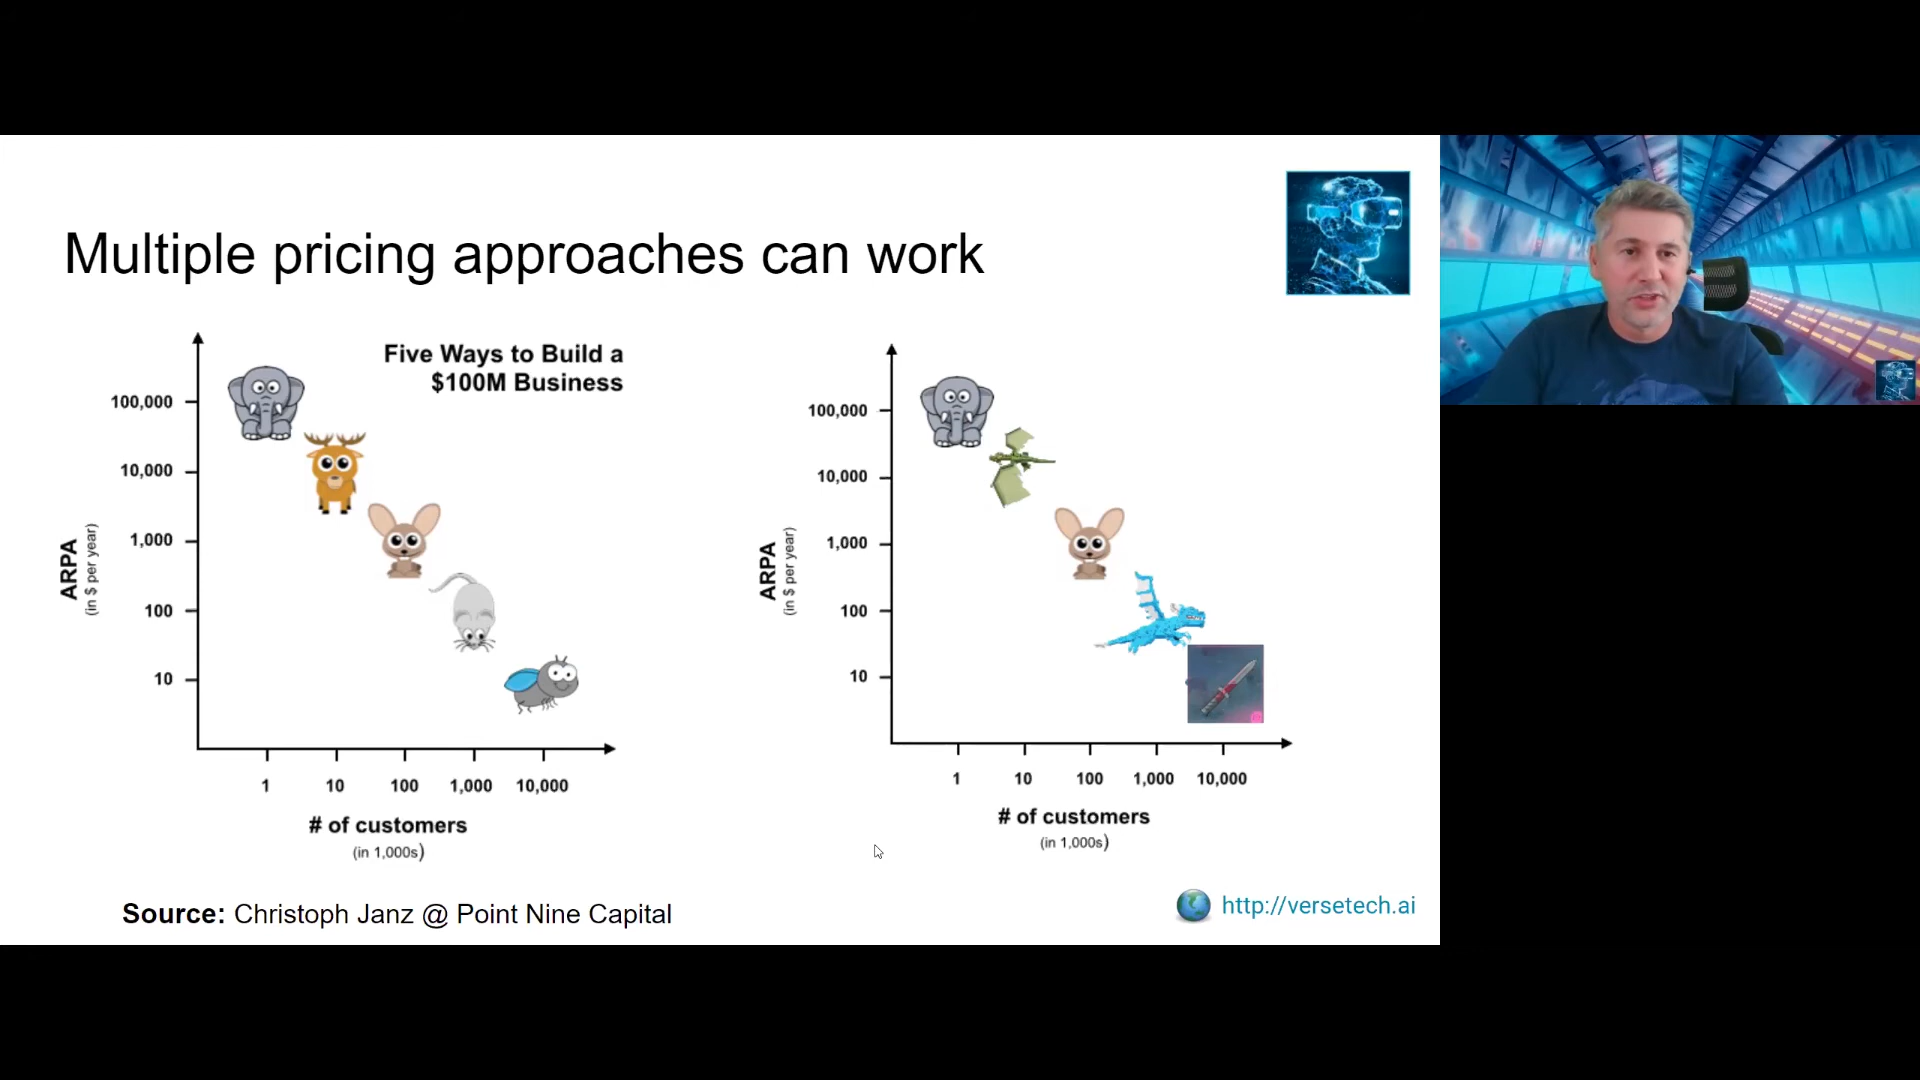 Multiple pricing approaches can work
Five Ways to Build a
$100M Business
100,000
10,000
1,000
100
10
ARPA
(in $ per year)
1 10 100 1,000 10,000
# of customers
(in 1,000s)
100,000
10,000
1,000
100
10
ARPA
(in $ per year)
1 10 100 1,000 10,000
# of customers
(in 1,000s)
Source: Christoph Janz @ Point Nine Capital
http://versetech.ai